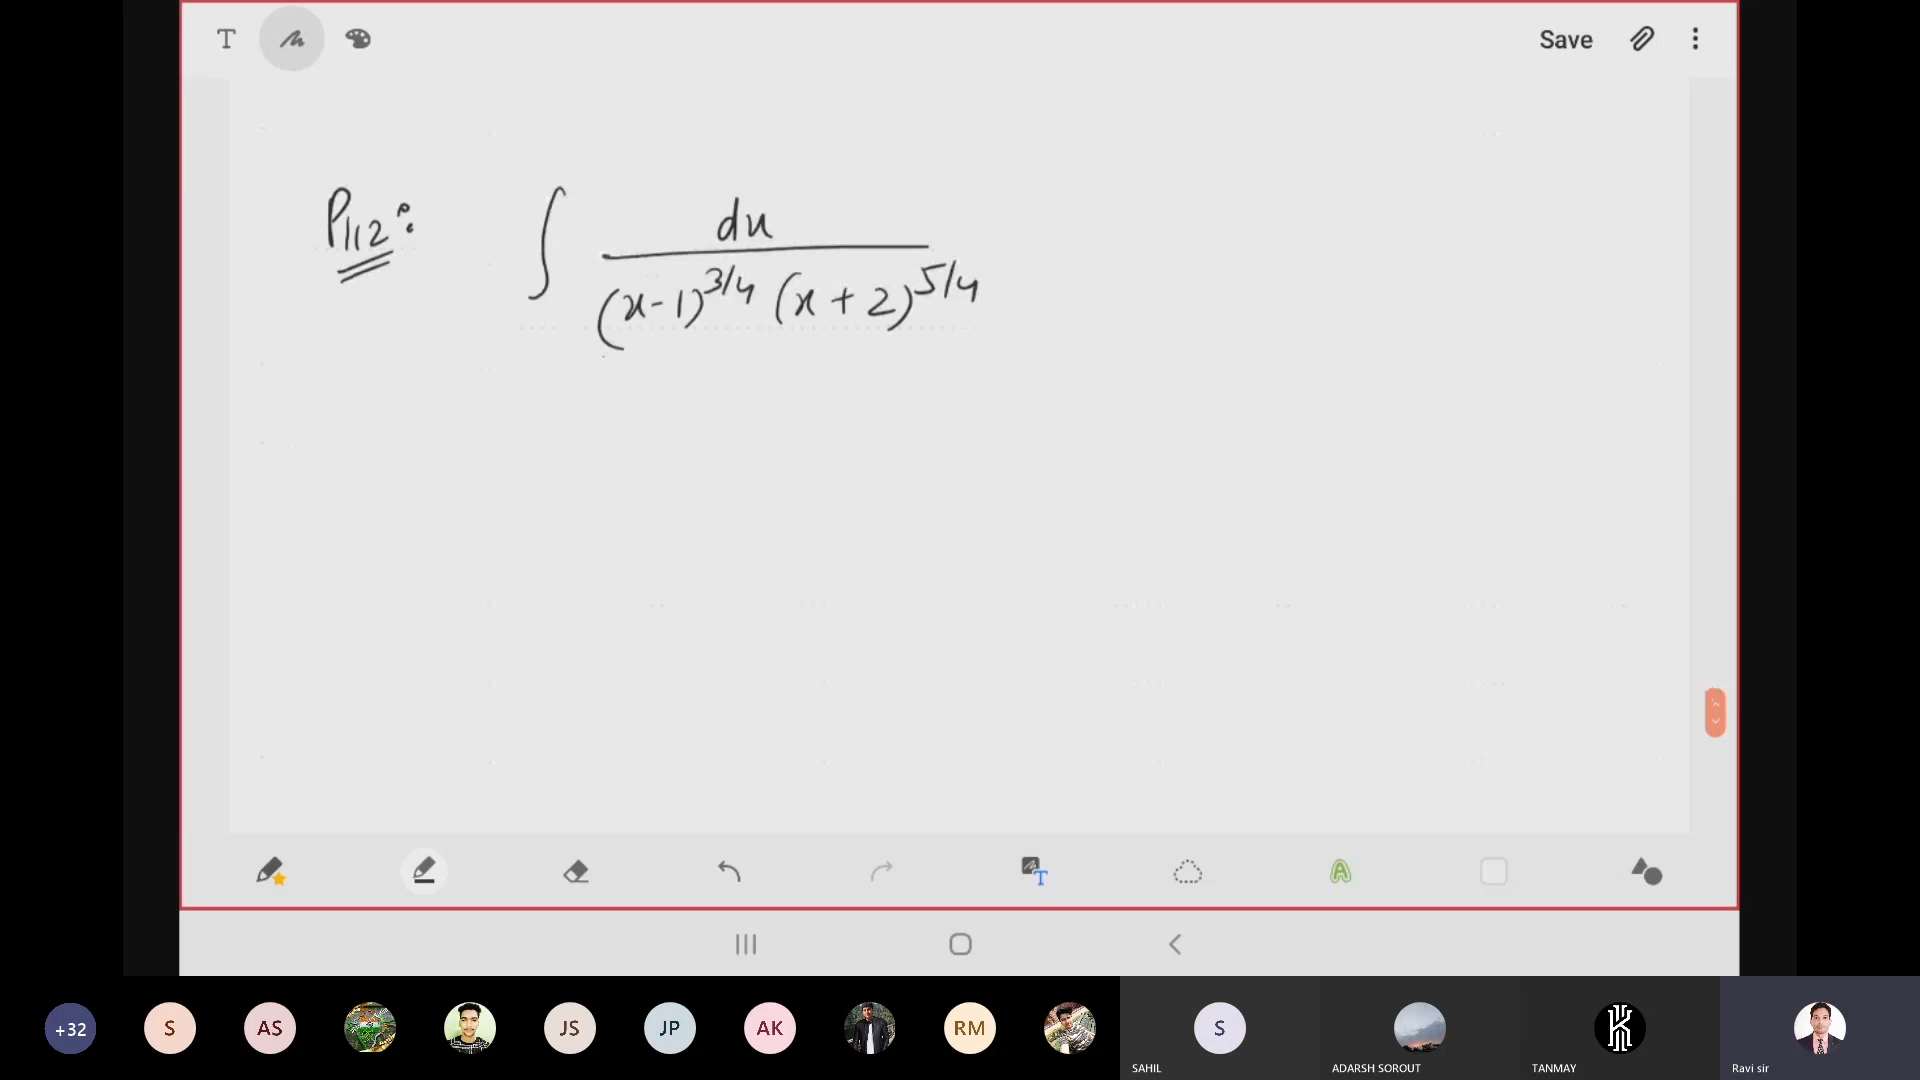 T
Save
P112:
∫ dx
(x-1)^3/4 (x+2)^5/4
T
A
+32
S
AS
JS
JP
AK
RM
S
SAHIL
ADARSH SOROUT
TANMAY
Ravi sir